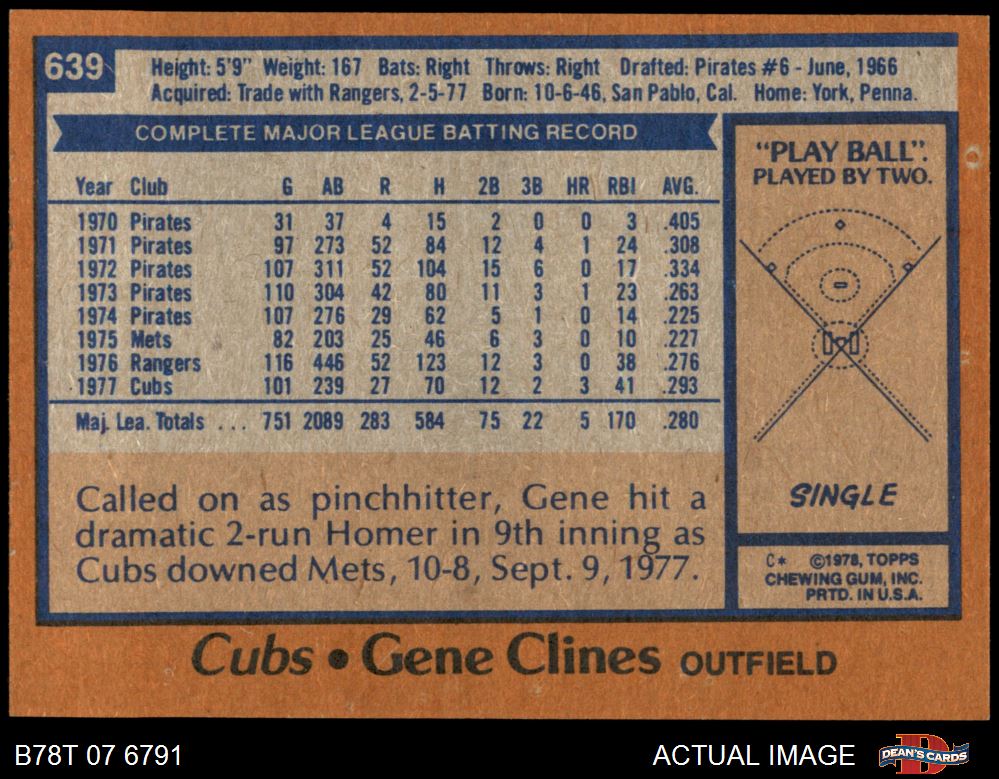 639
Height: 5'9" Weight: 167 Bats: Right Throws: Right Drafted: Pirates #6 - June, 1966
Acquired: Trade with Rangers, 2-5-77 Born: 10-6-46, San Pablo, Cal. Home: York, Penna.
COMPLETE MAJOR LEAGUE BATTING RECORD
Year Club G AB R H 2B 3B HR RBI AVG.
1970 Pirates 31 37 4 15 2 0 0 3 .405
1971 Pirates 97 273 52 84 12 4 1 24 .308
1972 Pirates 107 311 52 104 15 6 0 17 .334
1973 Pirates 110 304 42 80 11 3 1 23 .263
1974 Pirates 107 276 29 62 5 1 0 14 .225
1975 Mets 82 203 25 46 6 3 0 10 .227
1976 Rangers 116 446 52 123 12 3 0 38 .276
1977 Cubs 101 239 27 70 12 2 3 41 .293
Maj. Lea. Totals ... 751 2089 283 584 75 22 5 170 .280
Called on as pinchhitter, Gene hit a
dramatic 2-run Homer in 9th inning as
Cubs downed Mets, 10-8, Sept. 9, 1977.
"PLAY BALL".
PLAYED BY TWO.
SINGLE
C* ©1978, TOPPS
CHEWING GUM, INC.
PRTD. IN U.S.A.
Cubs • Gene Clines OUTFIELD
B78T 07 6791
ACTUAL IMAGE
DEAN'S CARDS